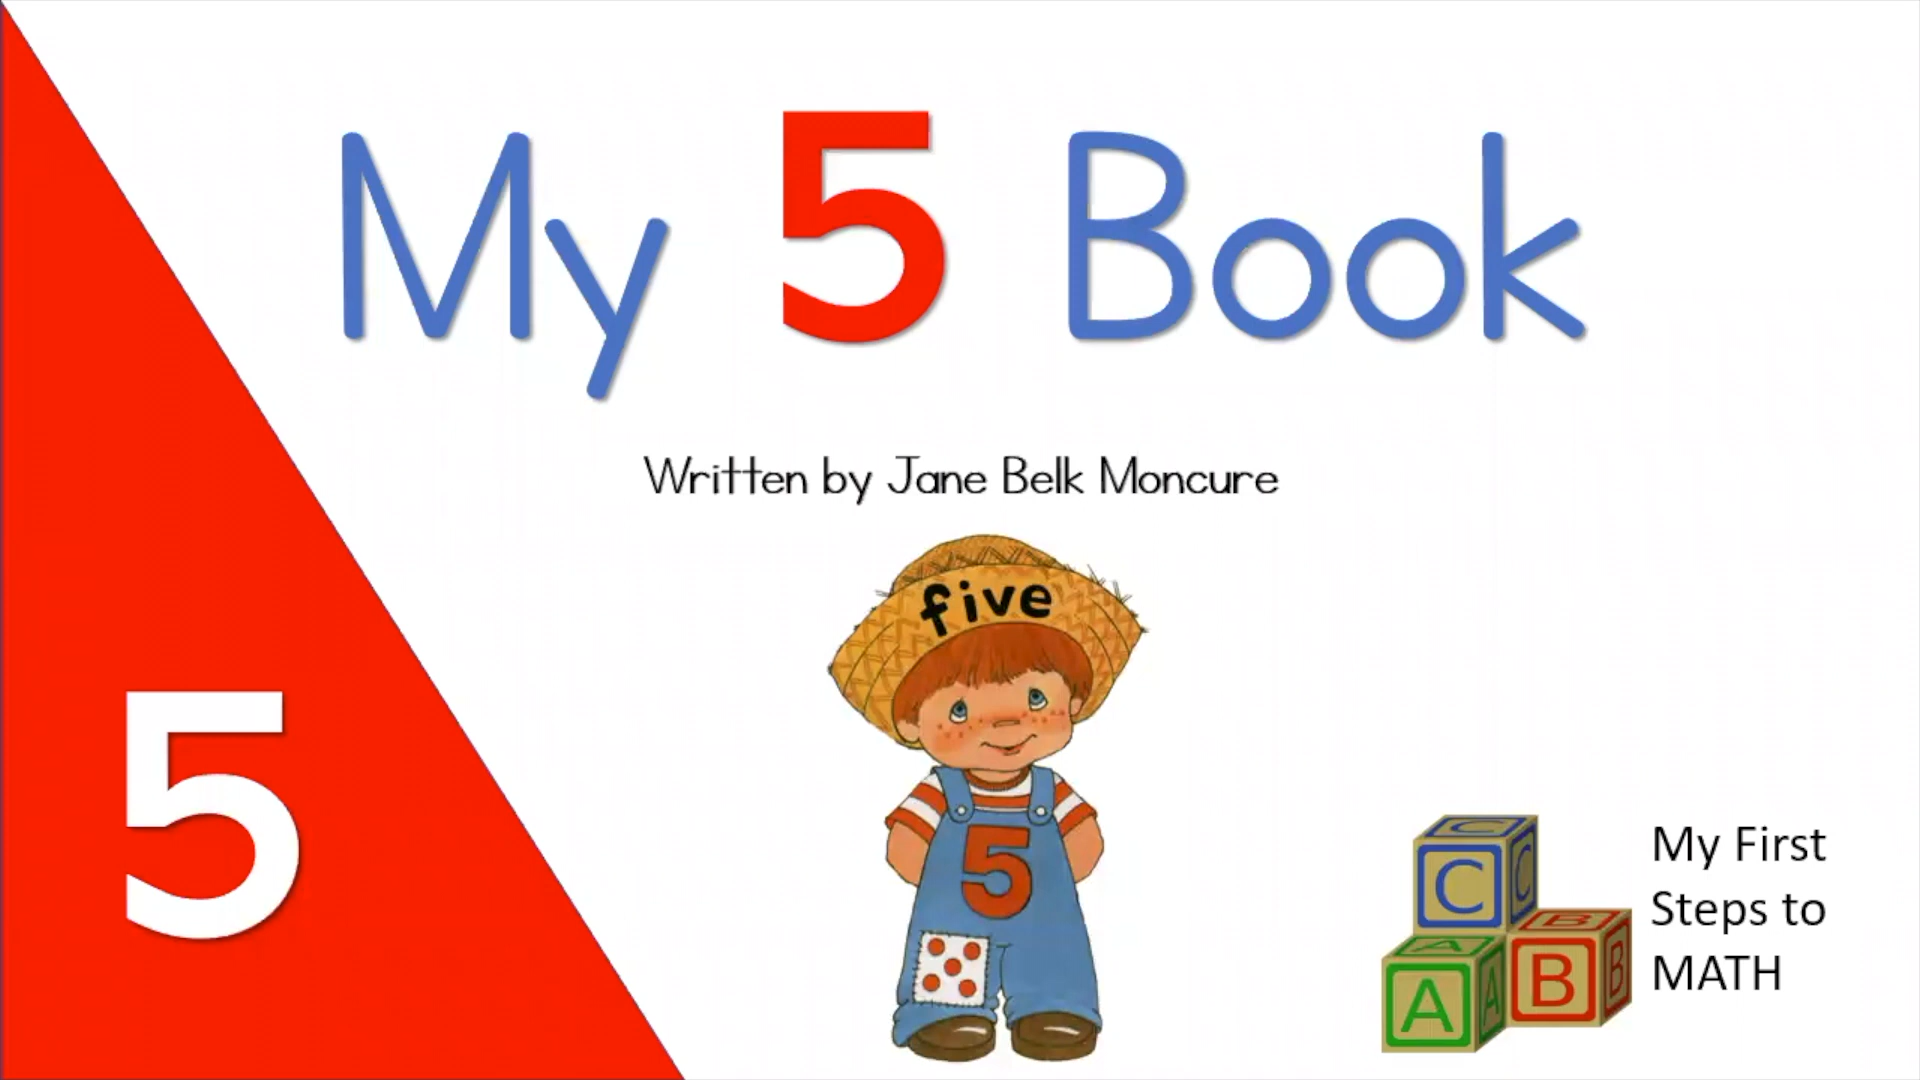 My 5 Book
Written by Jane Belk Moncure
five
5
5
C
C
C
A
A
A
B
B
B
My First
Steps to
MATH